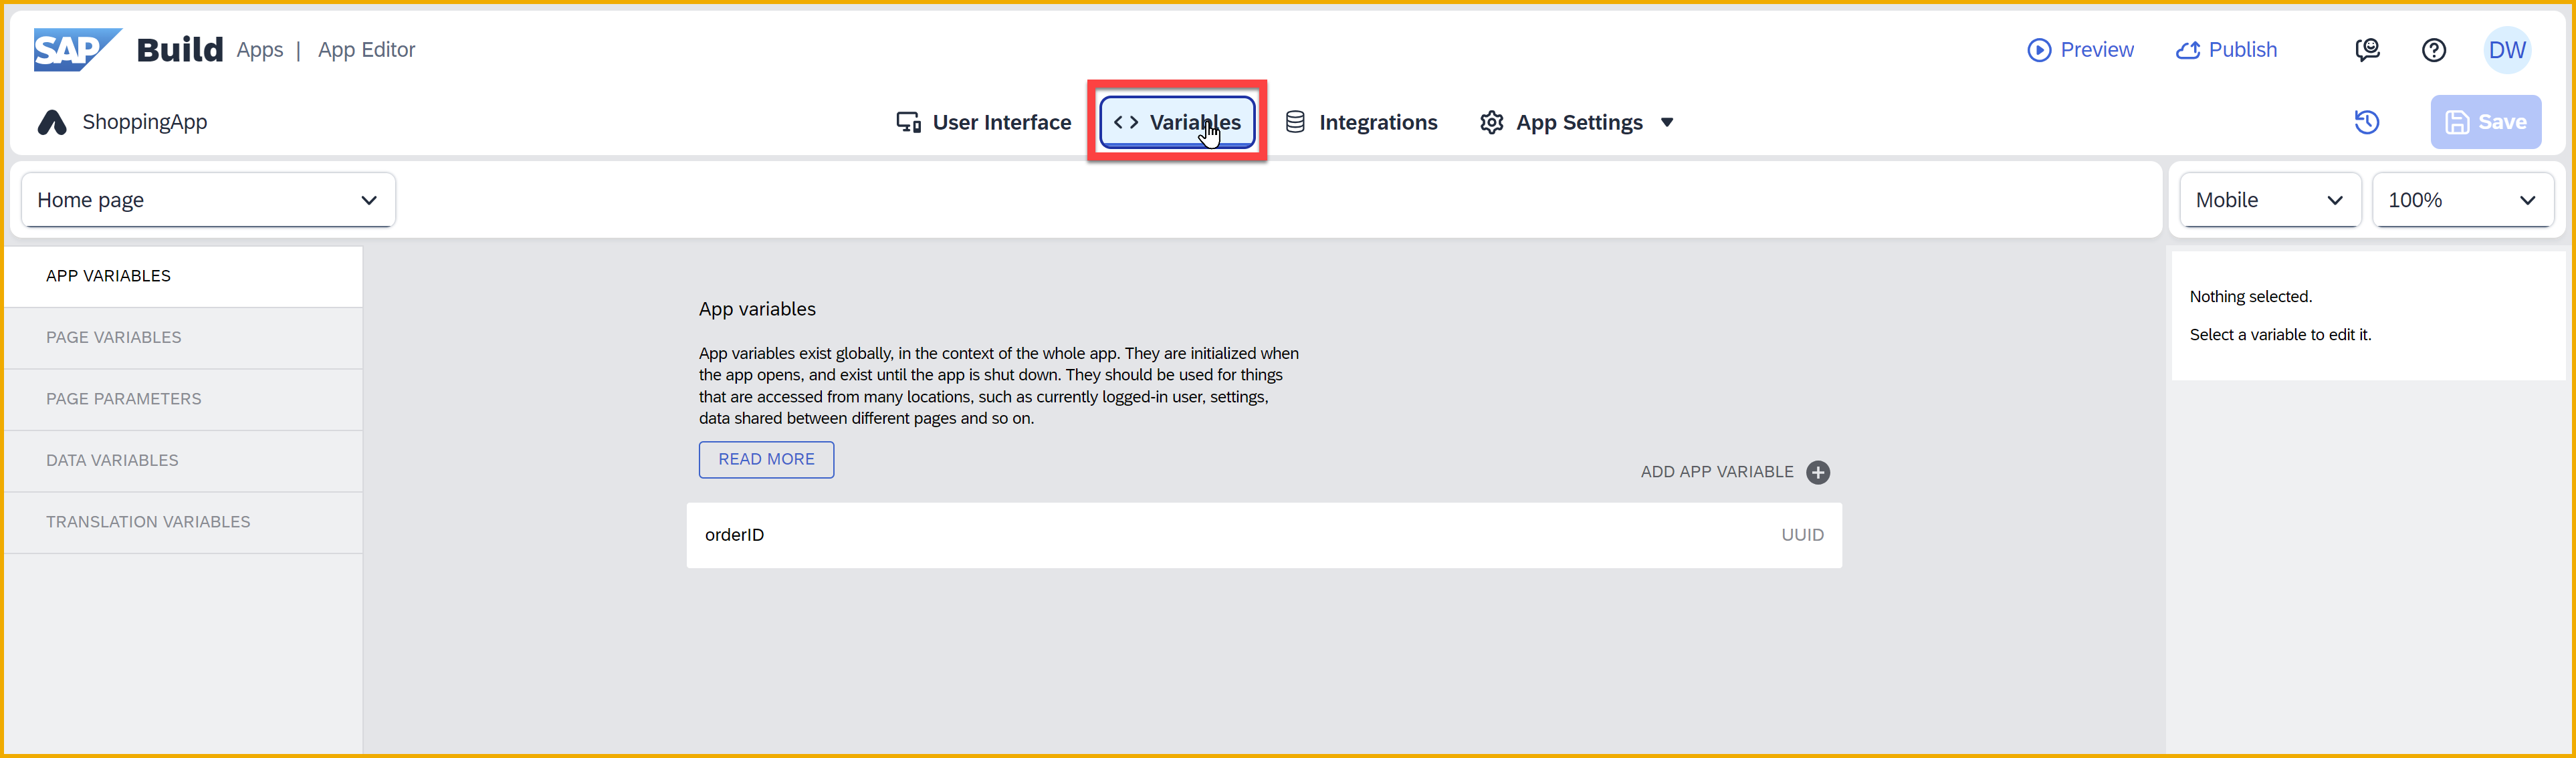 SAP Build Apps | App Editor
Preview Publish DW
ShoppingApp
User Interface <> Variables Integrations App Settings
Save
Home page
Mobile 100%
APP VARIABLES
PAGE VARIABLES
PAGE PARAMETERS
DATA VARIABLES
TRANSLATION VARIABLES
App variables
App variables exist globally, in the context of the whole app. They are initialized when
the app opens, and exist until the app is shut down. They should be used for things
that are accessed from many locations, such as currently logged-in user, settings,
data shared between different pages and so on.
READ MORE
ADD APP VARIABLE
orderID UUID
Nothing selected.
Select a variable to edit it.